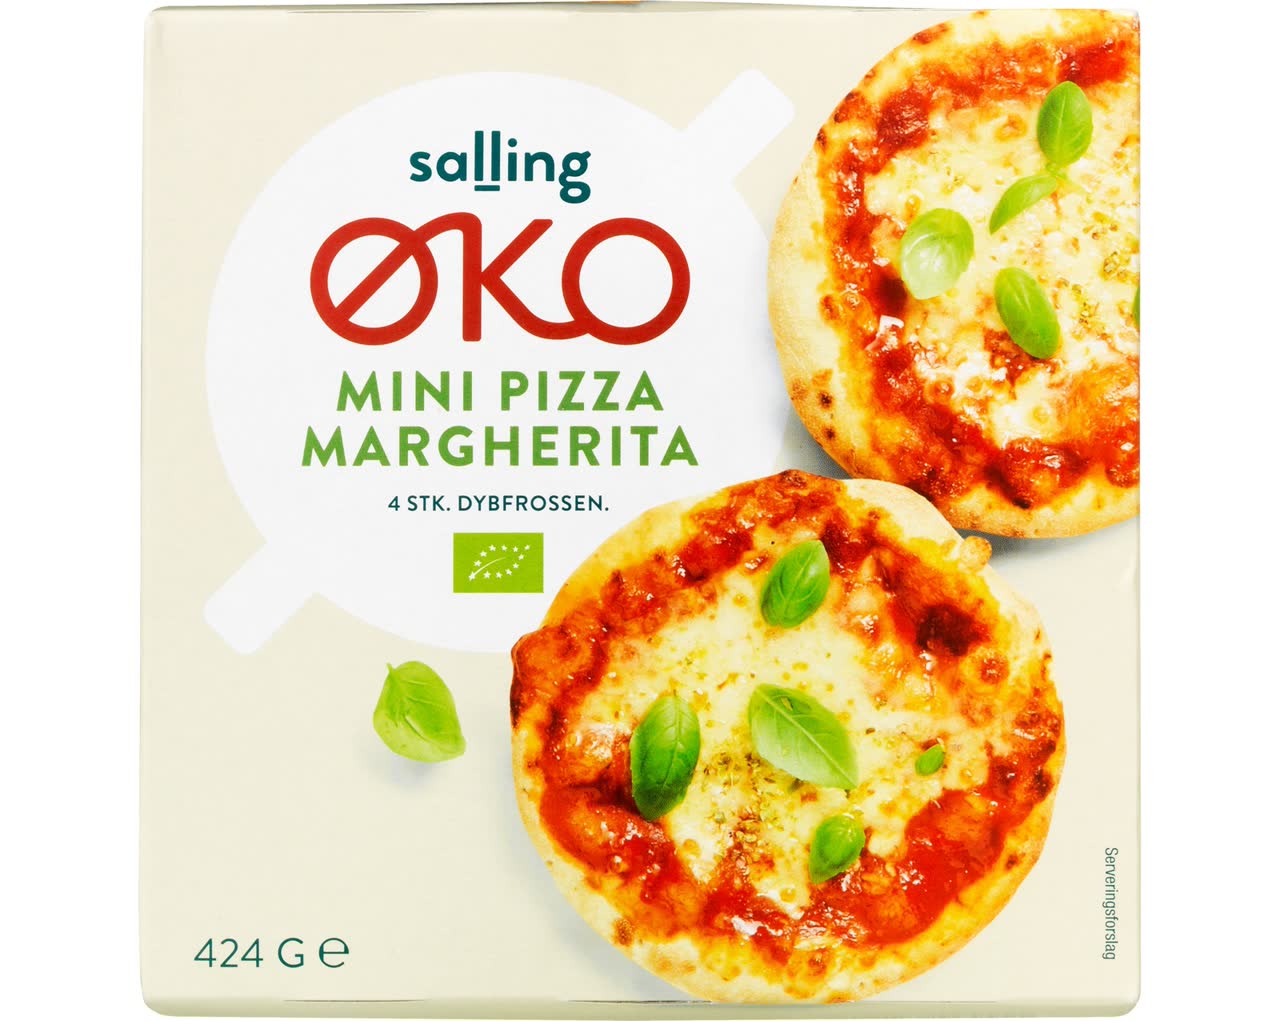 salling
ØKO
MINI PIZZA
MARGHERITA
4 STK. DYBFROSSEN.
424 G ℮
Serveringsforslag